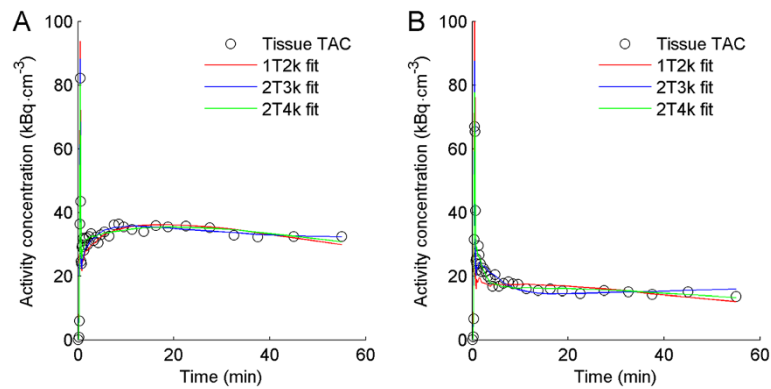 A
Activity concentration (kBq·cm⁻³)
100
80
60
40
20
0
0
20
40
60
Time (min)
Tissue TAC
1T2k fit
2T3k fit
2T4k fit
B
Activity concentration (kBq·cm⁻³)
100
80
60
40
20
0
0
20
40
60
Time (min)
Tissue TAC
1T2k fit
2T3k fit
2T4k fit